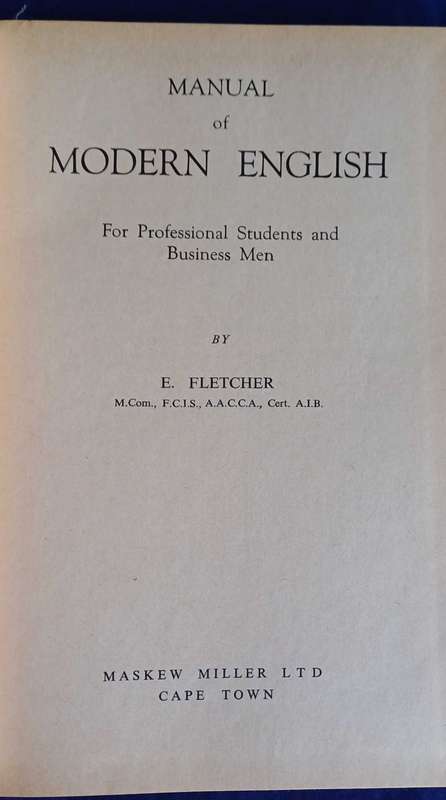 MANUAL
of
MODERN ENGLISH
For Professional Students and
Business Men
BY
E. FLETCHER
M.Com., F.C.I.S., A.A.C.C.A., Cert. A.I.B.
MASKEW MILLER LTD
CAPE TOWN